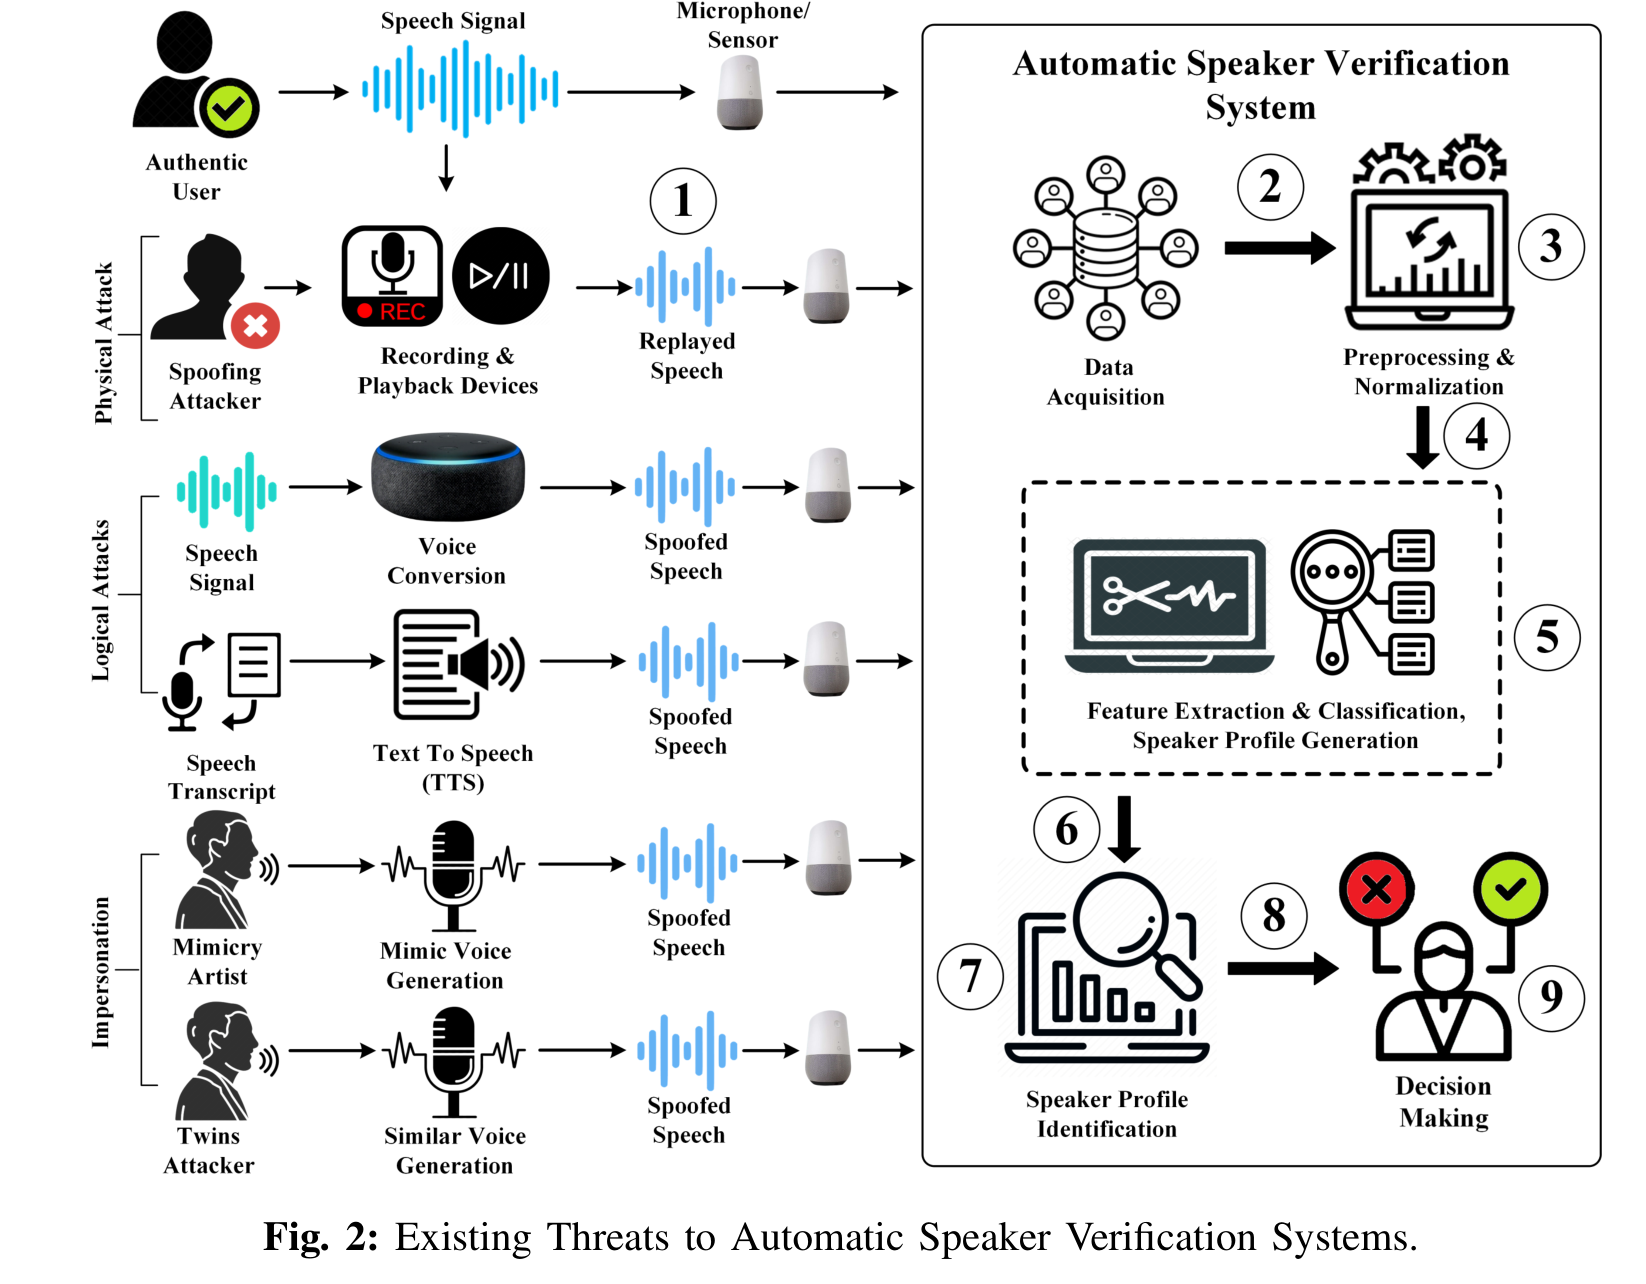 Speech Signal
Microphone/
Sensor
Authentic
User
1
Physical Attack
Spoofing
Attacker
REC
Recording &
Playback Devices
Replayed
Speech
Logical Attacks
Speech
Signal
Voice
Conversion
Spoofed
Speech
Speech
Transcript
Text To Speech
(TTS)
Spoofed
Speech
Impersonation
Mimicry
Artist
Mimic Voice
Generation
Spoofed
Speech
Twins
Attacker
Similar Voice
Generation
Spoofed
Speech
Automatic Speaker Verification
System
Data
Acquisition
2
Preprocessing &
Normalization
3
4
Feature Extraction & Classification,
Speaker Profile Generation
5
6
7
Speaker Profile
Identification
8
9
Decision
Making
Fig. 2: Existing Threats to Automatic Speaker Verification Systems.